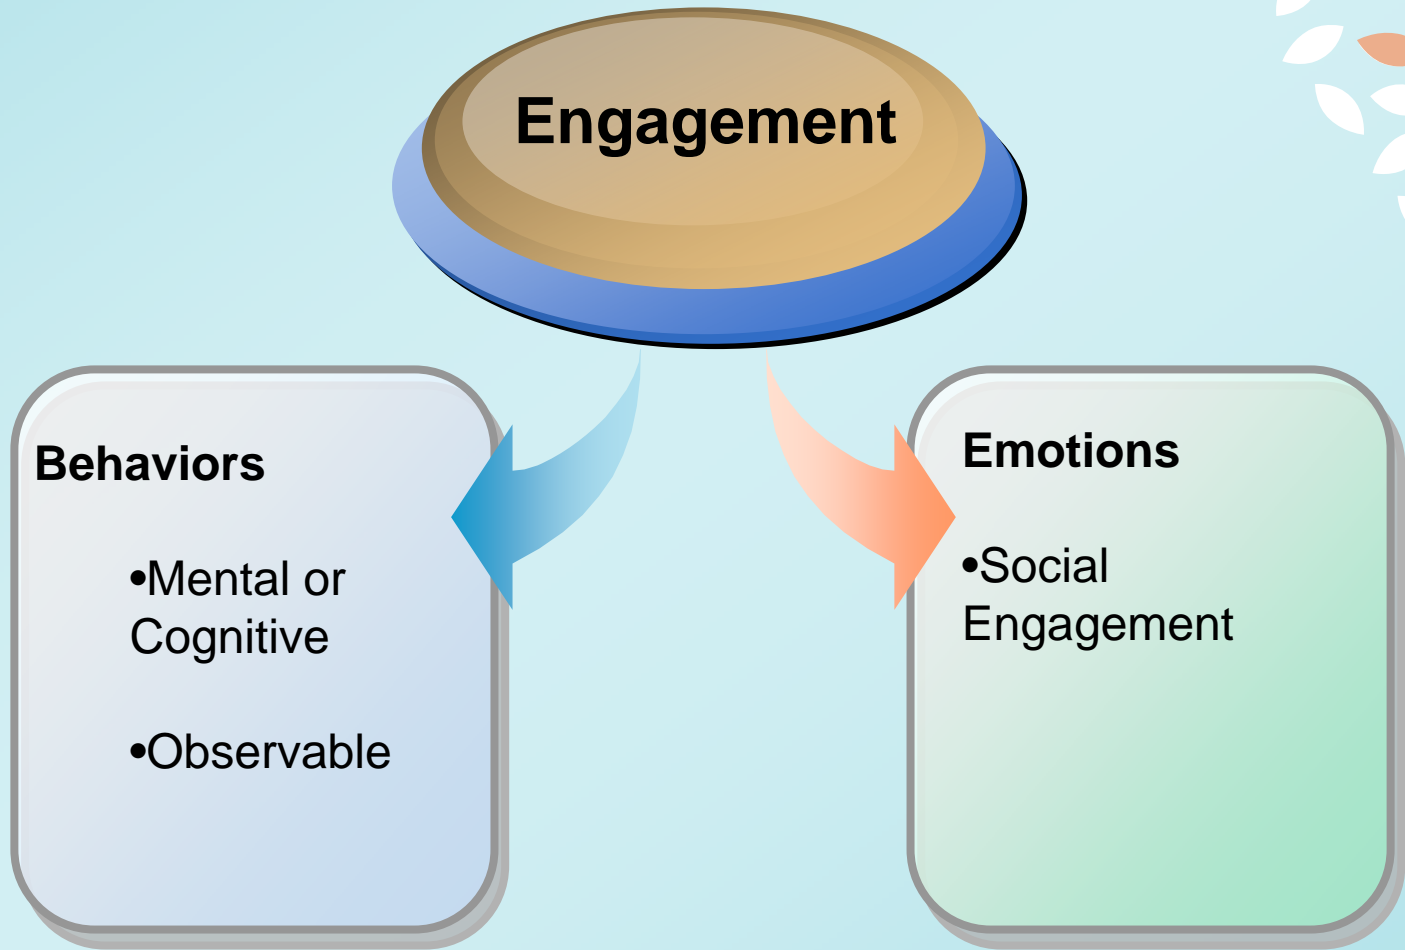 Engagement
Behaviors
•Mental or
Cognitive
•Observable
Emotions
•Social
Engagement